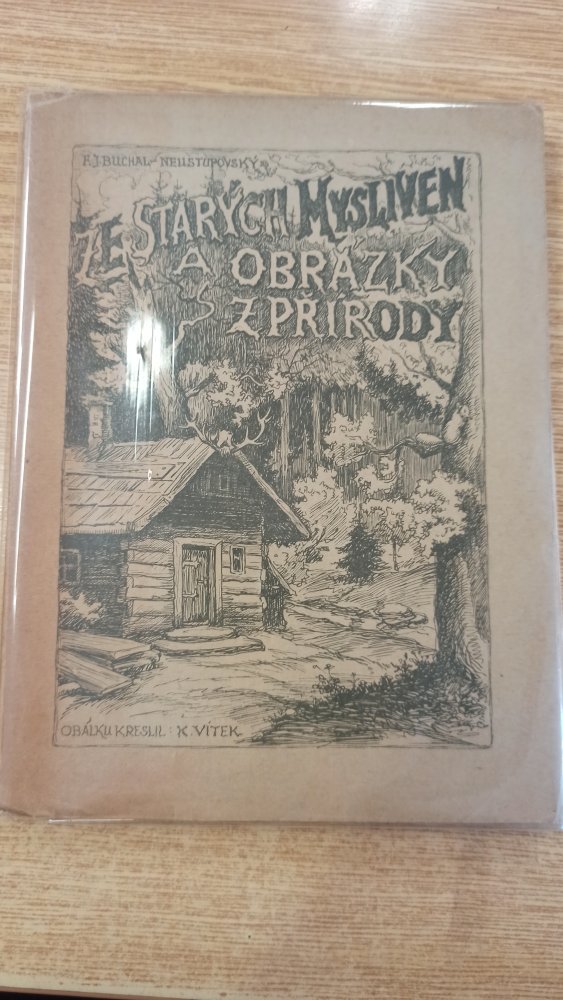 F.J. BUCHAL-NEUSTUPOVSKÝ
ZE STARÝCH MYSLIVEN
A OBRÁZKY
Z PŘÍRODY
OBÁLKU KRESLIL: K. VÍTEK